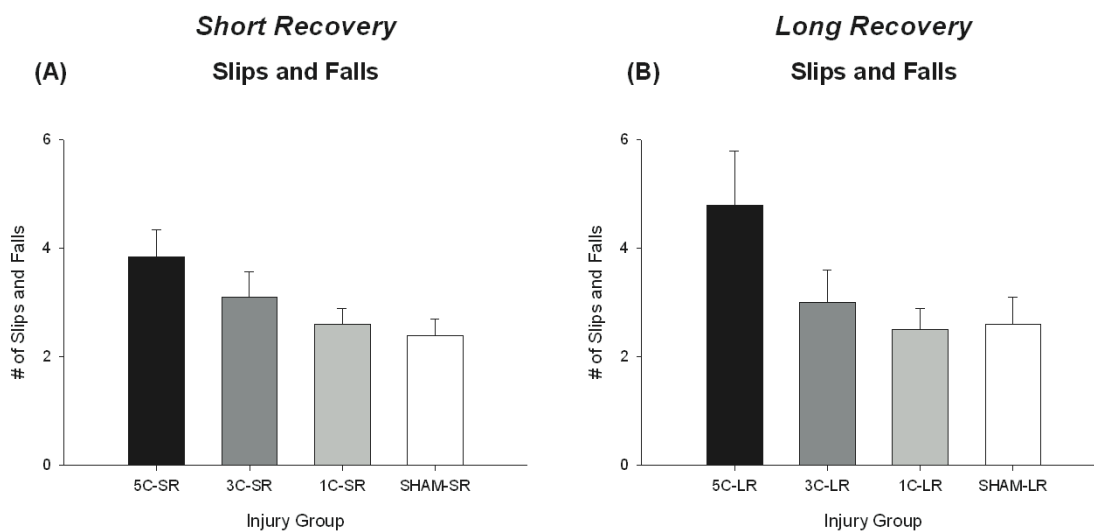 Short Recovery
(A) Slips and Falls
# of Slips and Falls
6
4
2
0
5C-SR 3C-SR 1C-SR SHAM-SR
Injury Group
Long Recovery
(B) Slips and Falls
# of Slips and Falls
6
4
2
0
5C-LR 3C-LR 1C-LR SHAM-LR
Injury Group